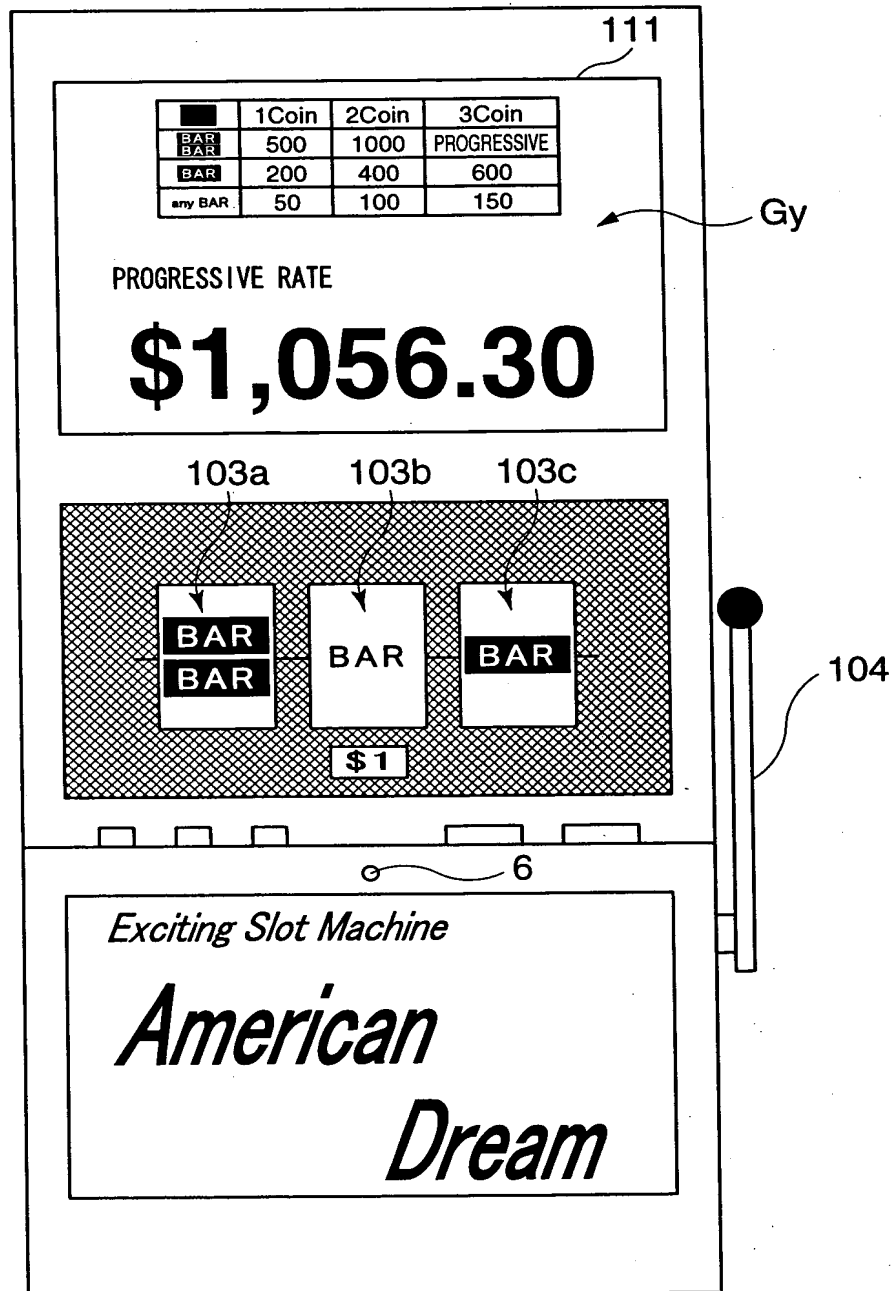 111
1Coin 2Coin 3Coin
BAR BAR 500 1000 PROGRESSIVE
BAR 200 400 600
any BAR 50 100 150
Gy
PROGRESSIVE RATE
$1,056.30
103a 103b 103c
BAR
BAR
BAR
BAR
104
$1
6
Exciting Slot Machine
American
Dream